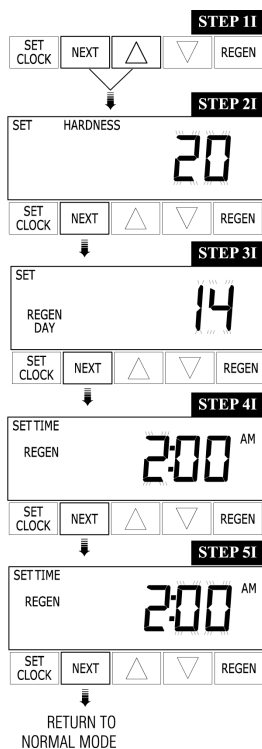 STEP 1I
SET CLOCK NEXT REGEN
STEP 2I
SET HARDNESS
20
SET CLOCK NEXT REGEN
STEP 3I
SET
14
REGEN DAY
SET CLOCK NEXT REGEN
STEP 4I
SET TIME
REGEN 2:00 AM
SET CLOCK NEXT REGEN
STEP 5I
SET TIME
REGEN 2:00 AM
SET CLOCK NEXT REGEN
RETURN TO
NORMAL MODE